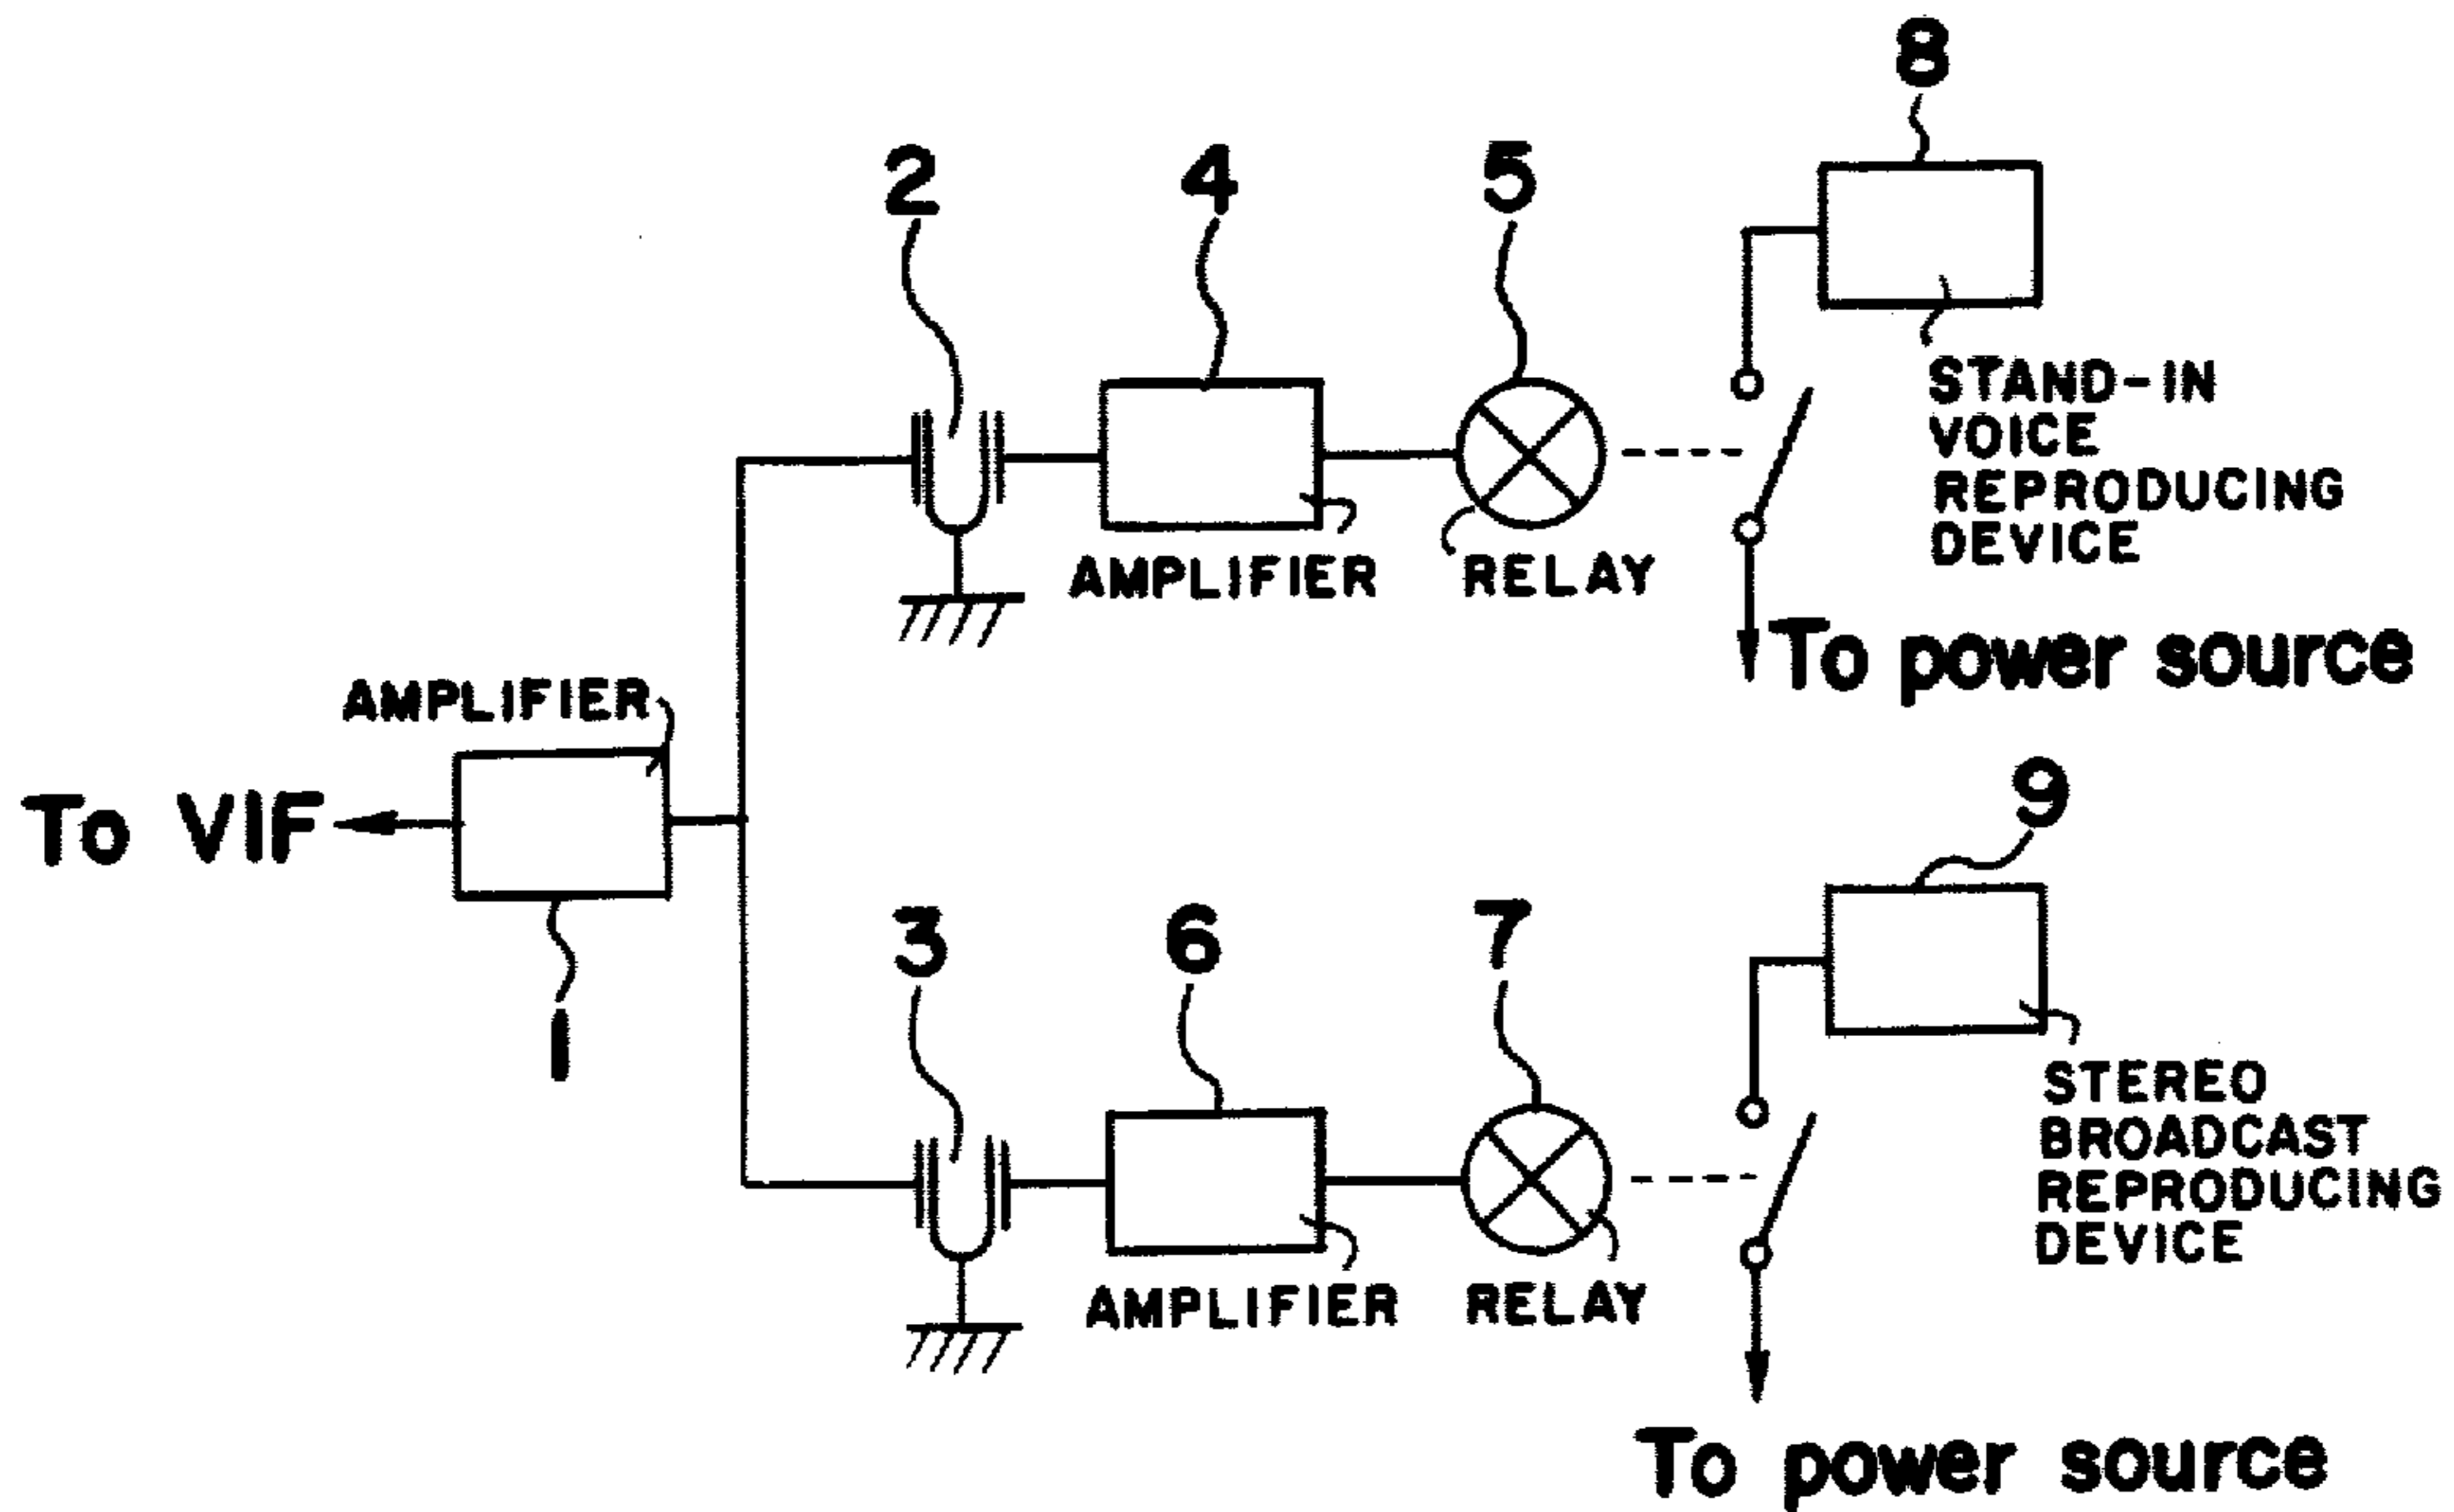 8
2
4
5
STAND-IN
VOICE
REPRODUCING
DEVICE
AMPLIFIER
RELAY
To power source
AMPLIFIER
To VIF
1
9
3
6
7
STEREO
BROADCAST
REPRODUCING
DEVICE
AMPLIFIER
RELAY
To power source